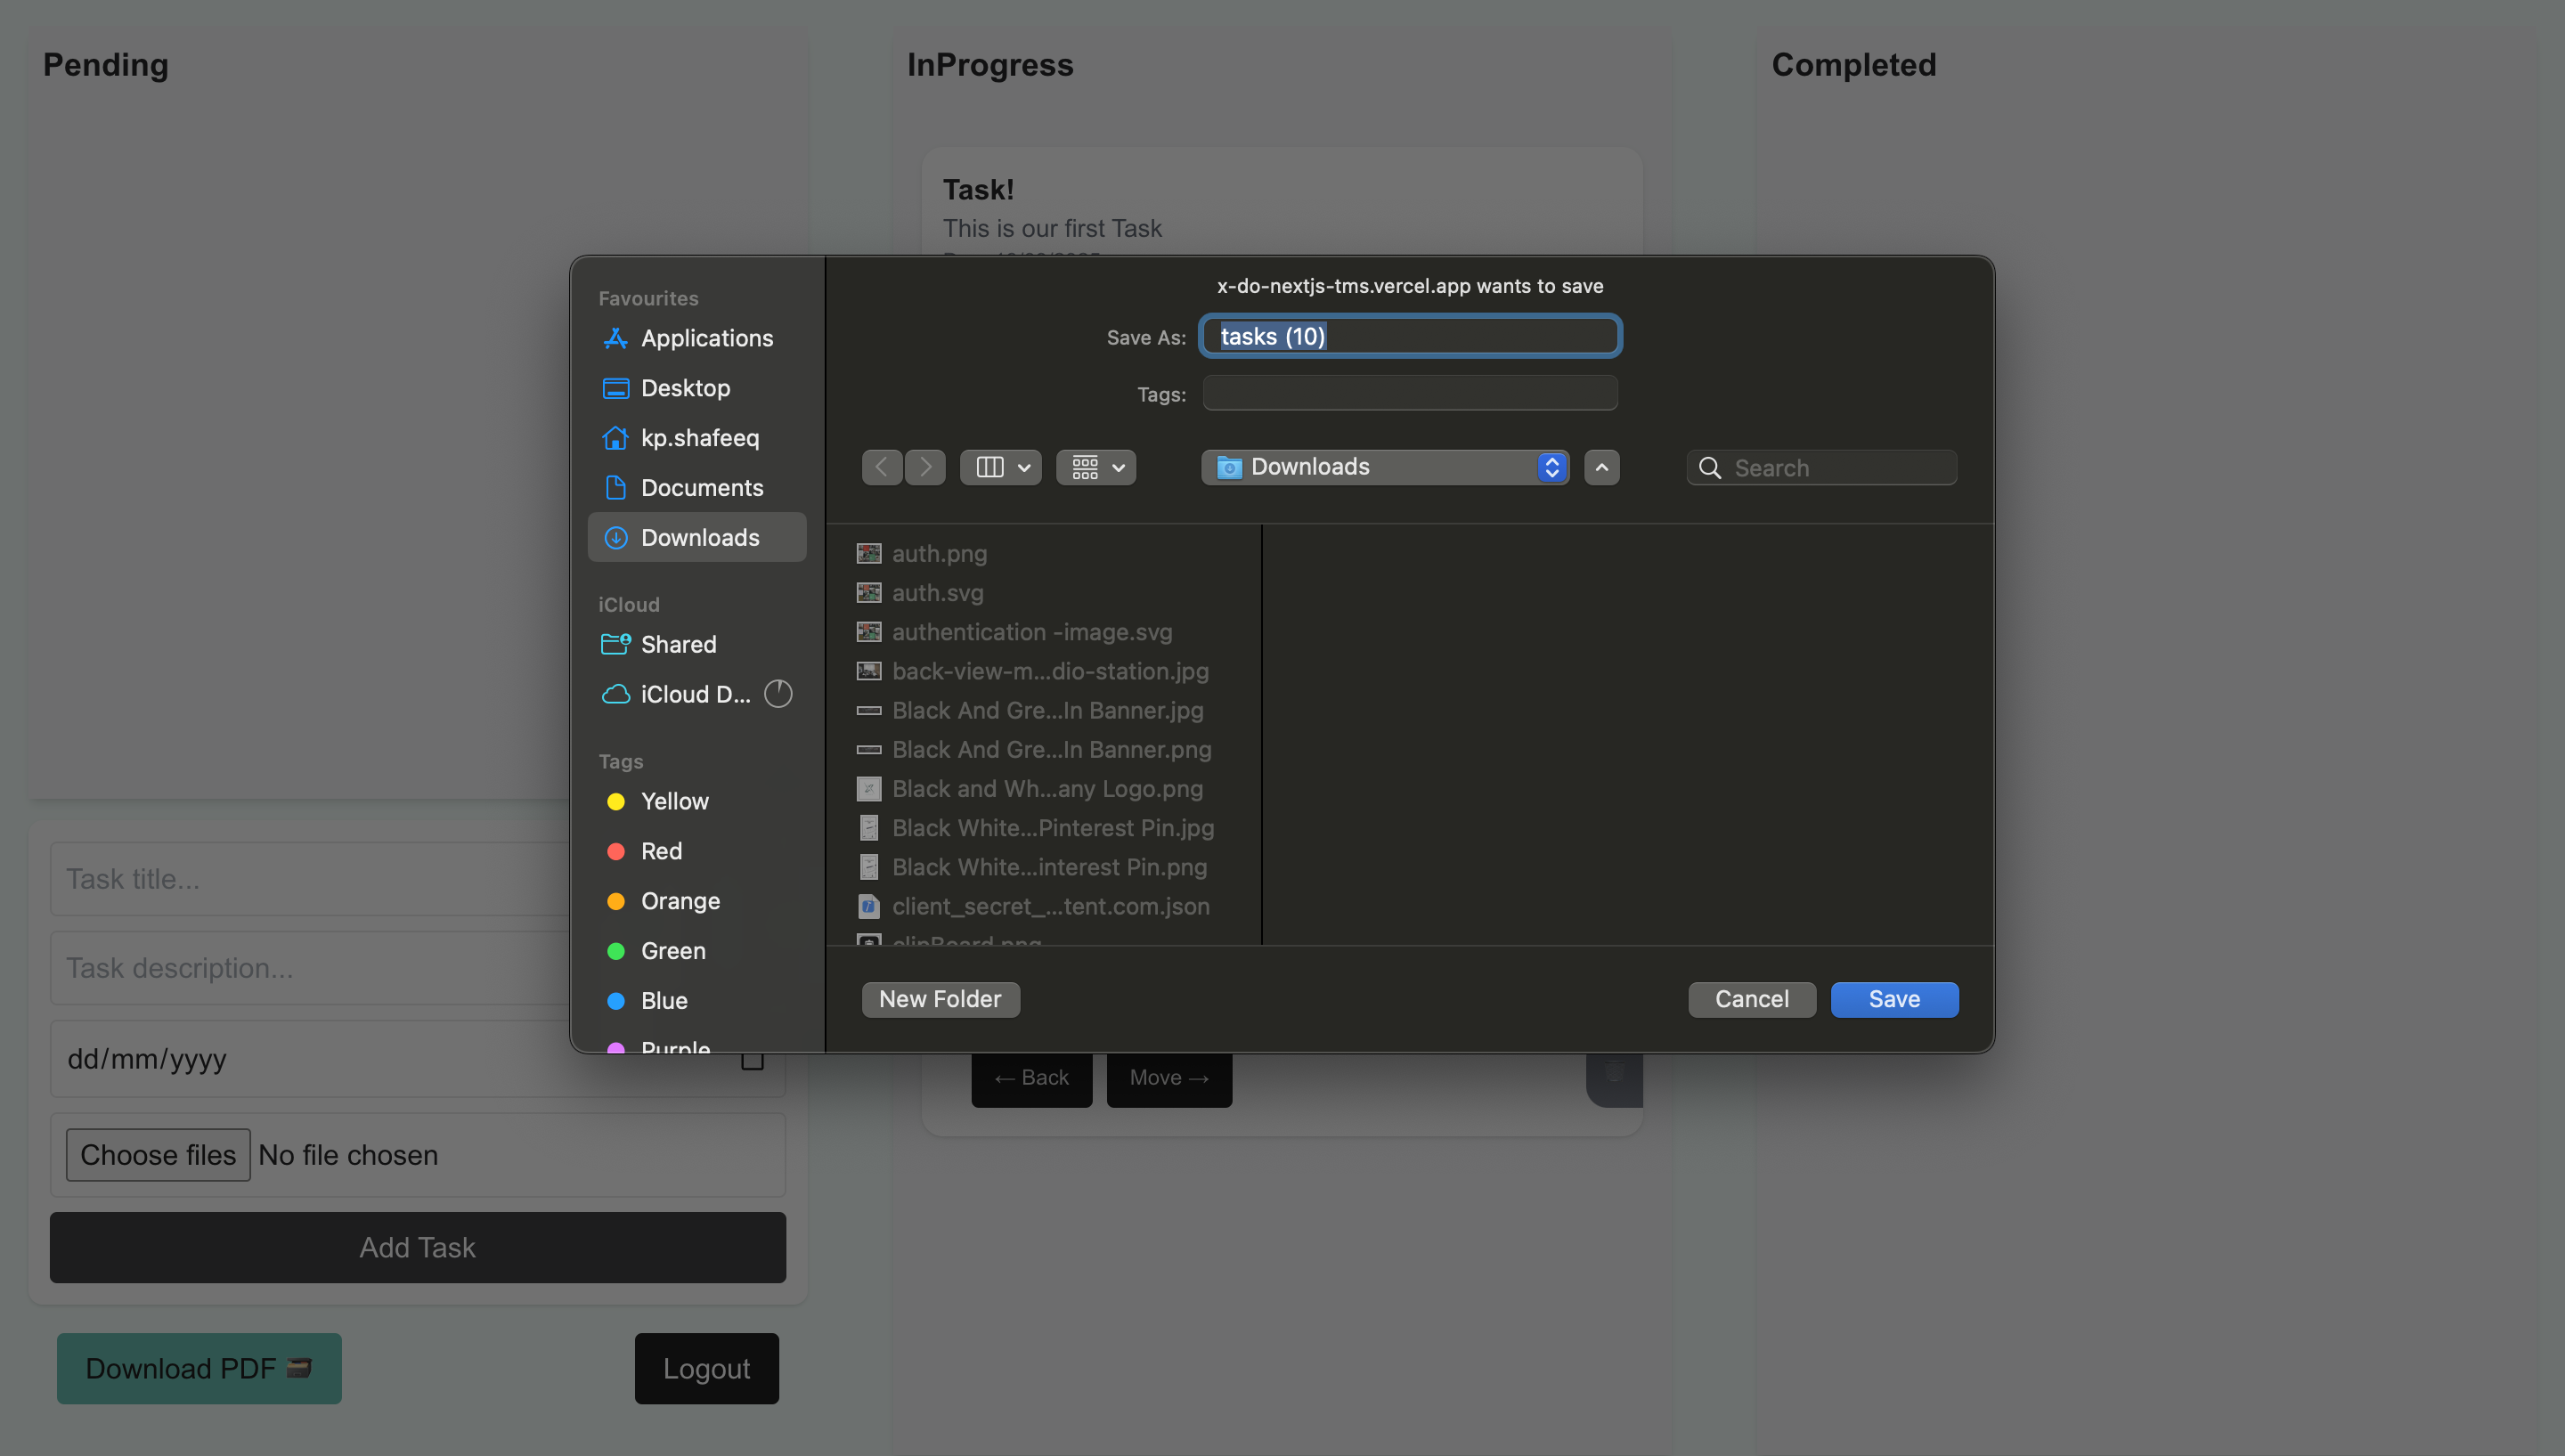 Pending
InProgress
Completed
Task!
This is our first Task
x-do-nextjs-tms.vercel.app wants to save
Save As:
tasks (10)
Tags:
Downloads
Search
Favourites
Applications
Desktop
kp.shafeeq
Documents
Downloads
iCloud
Shared
iCloud D...
Tags
Yellow
Red
Orange
Green
Blue
Purple
auth.png
auth.svg
authentication -image.svg
back-view-m...dio-station.jpg
Black And Gre...In Banner.jpg
Black And Gre...In Banner.png
Black and Wh...any Logo.png
Black White...Pinterest Pin.jpg
Black White...interest Pin.png
client_secret_...tent.com.json
clipBoard.png
New Folder
Cancel
Save
← Back
Move →
Task title...
Task description...
dd/mm/yyyy
Choose files No file chosen
Add Task
Download PDF
Logout